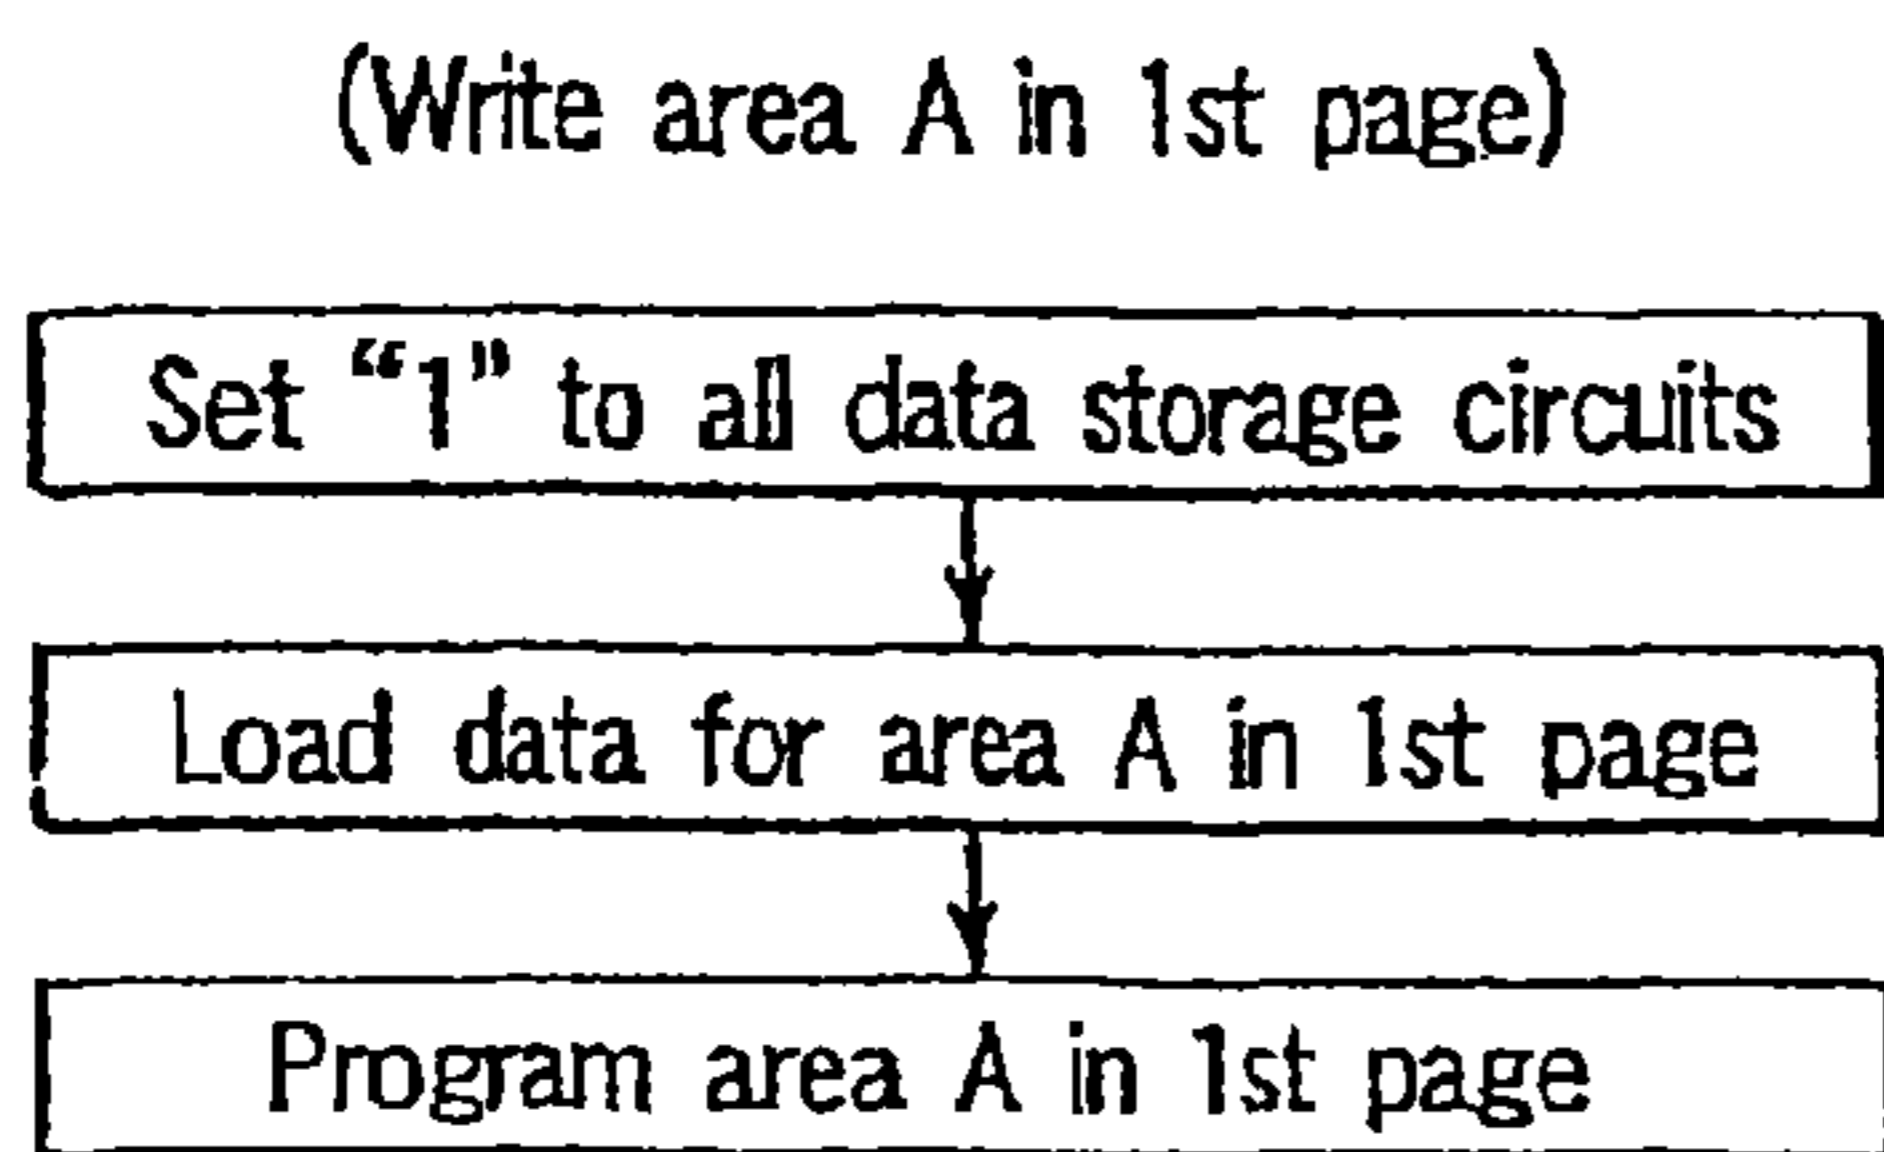 (Write area A in 1st page)
Set “1” to all data storage circuits
Load data for area A in 1st page
Program area A in 1st page